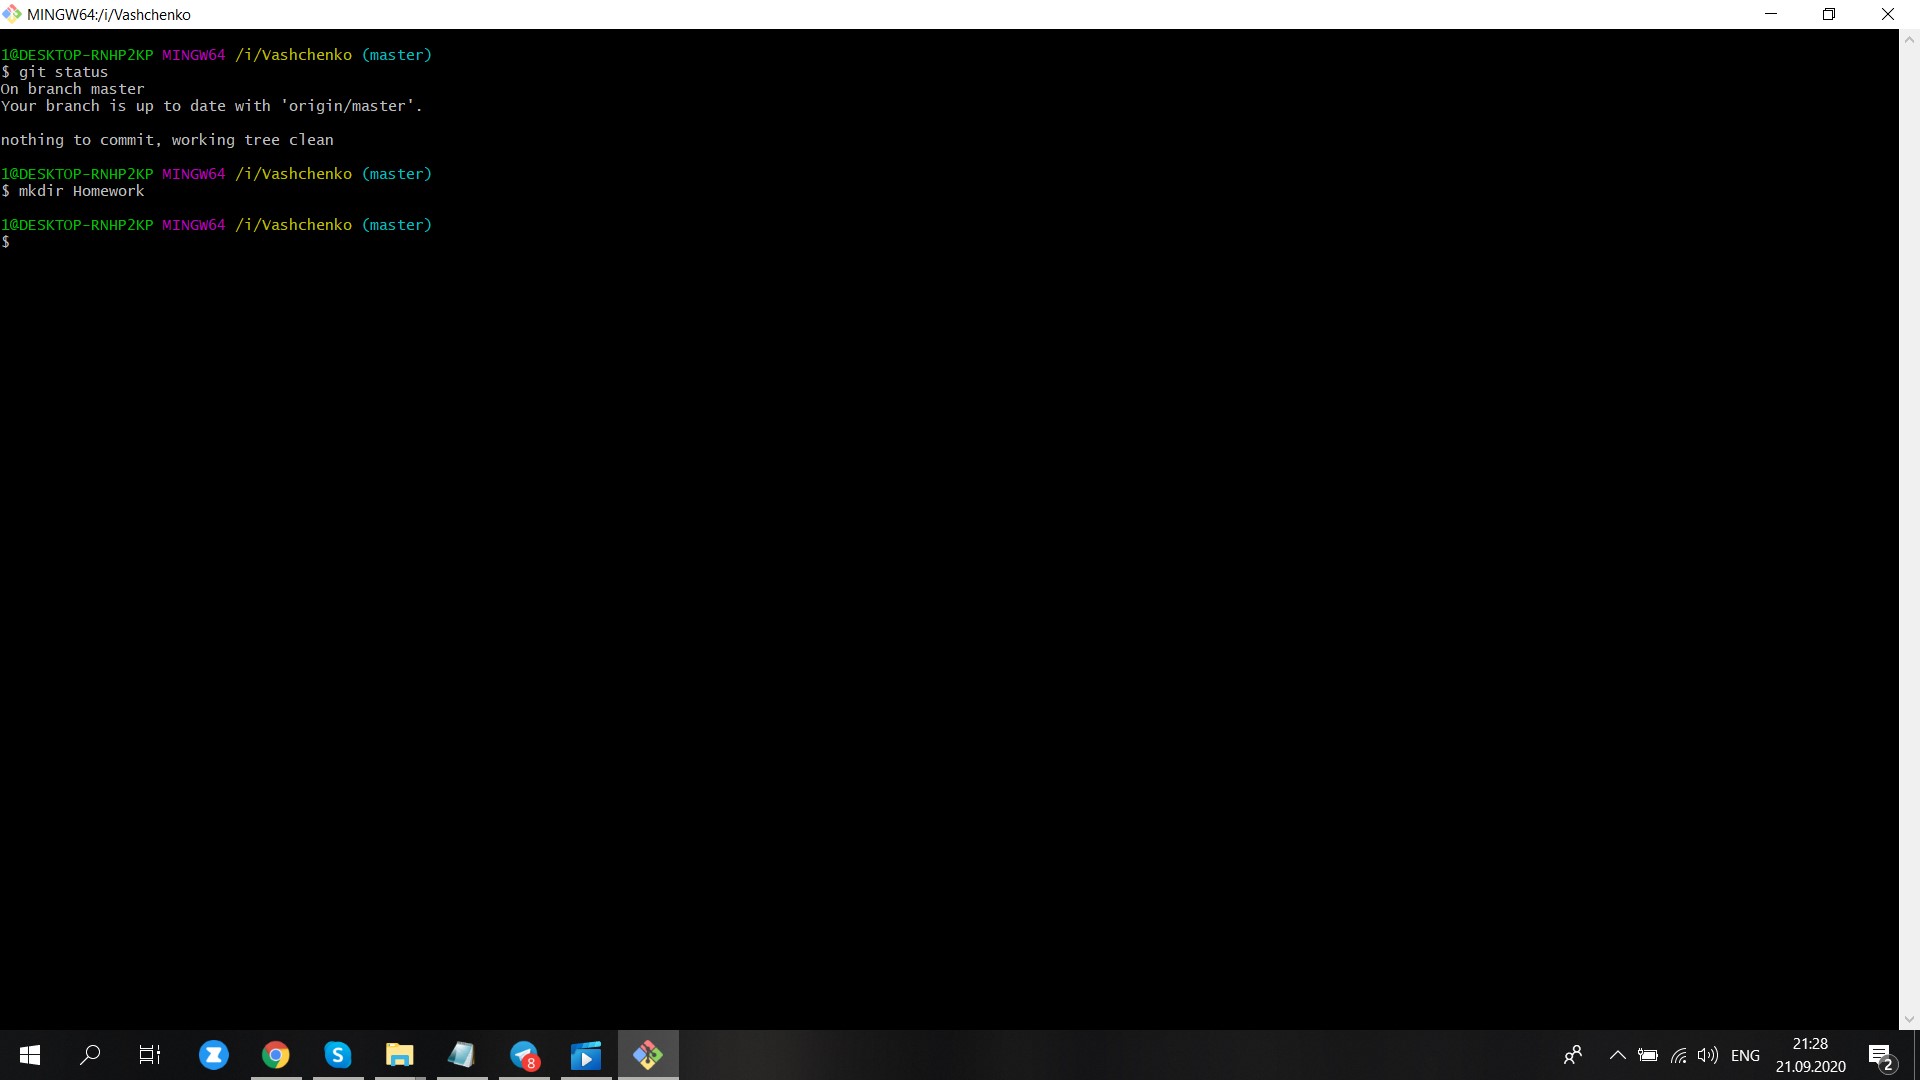 MINGW64:/i/Vashchenko
1@DESKTOP-RNHP2KP MINGW64 /i/Vashchenko (master)
$ git status
On branch master
Your branch is up to date with 'origin/master'.
nothing to commit, working tree clean
1@DESKTOP-RNHP2KP MINGW64 /i/Vashchenko (master)
$ mkdir Homework
1@DESKTOP-RNHP2KP MINGW64 /i/Vashchenko (master)
$
8
ENG
21:28
21.09.2020
2